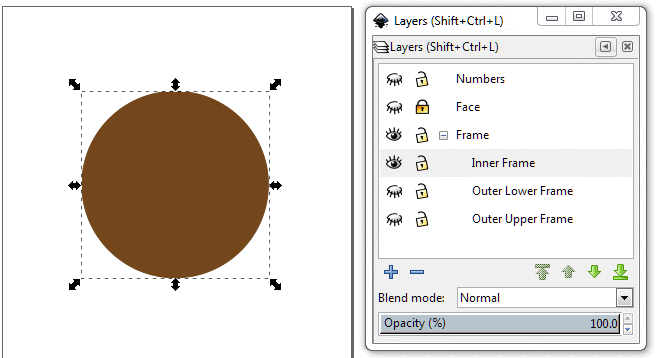 Layers (Shift+Ctrl+L)
Layers (Shift+Ctrl+L)
Numbers
Face
Frame
Inner Frame
Outer Lower Frame
Outer Upper Frame
Blend mode: Normal
Opacity (%) 100.0